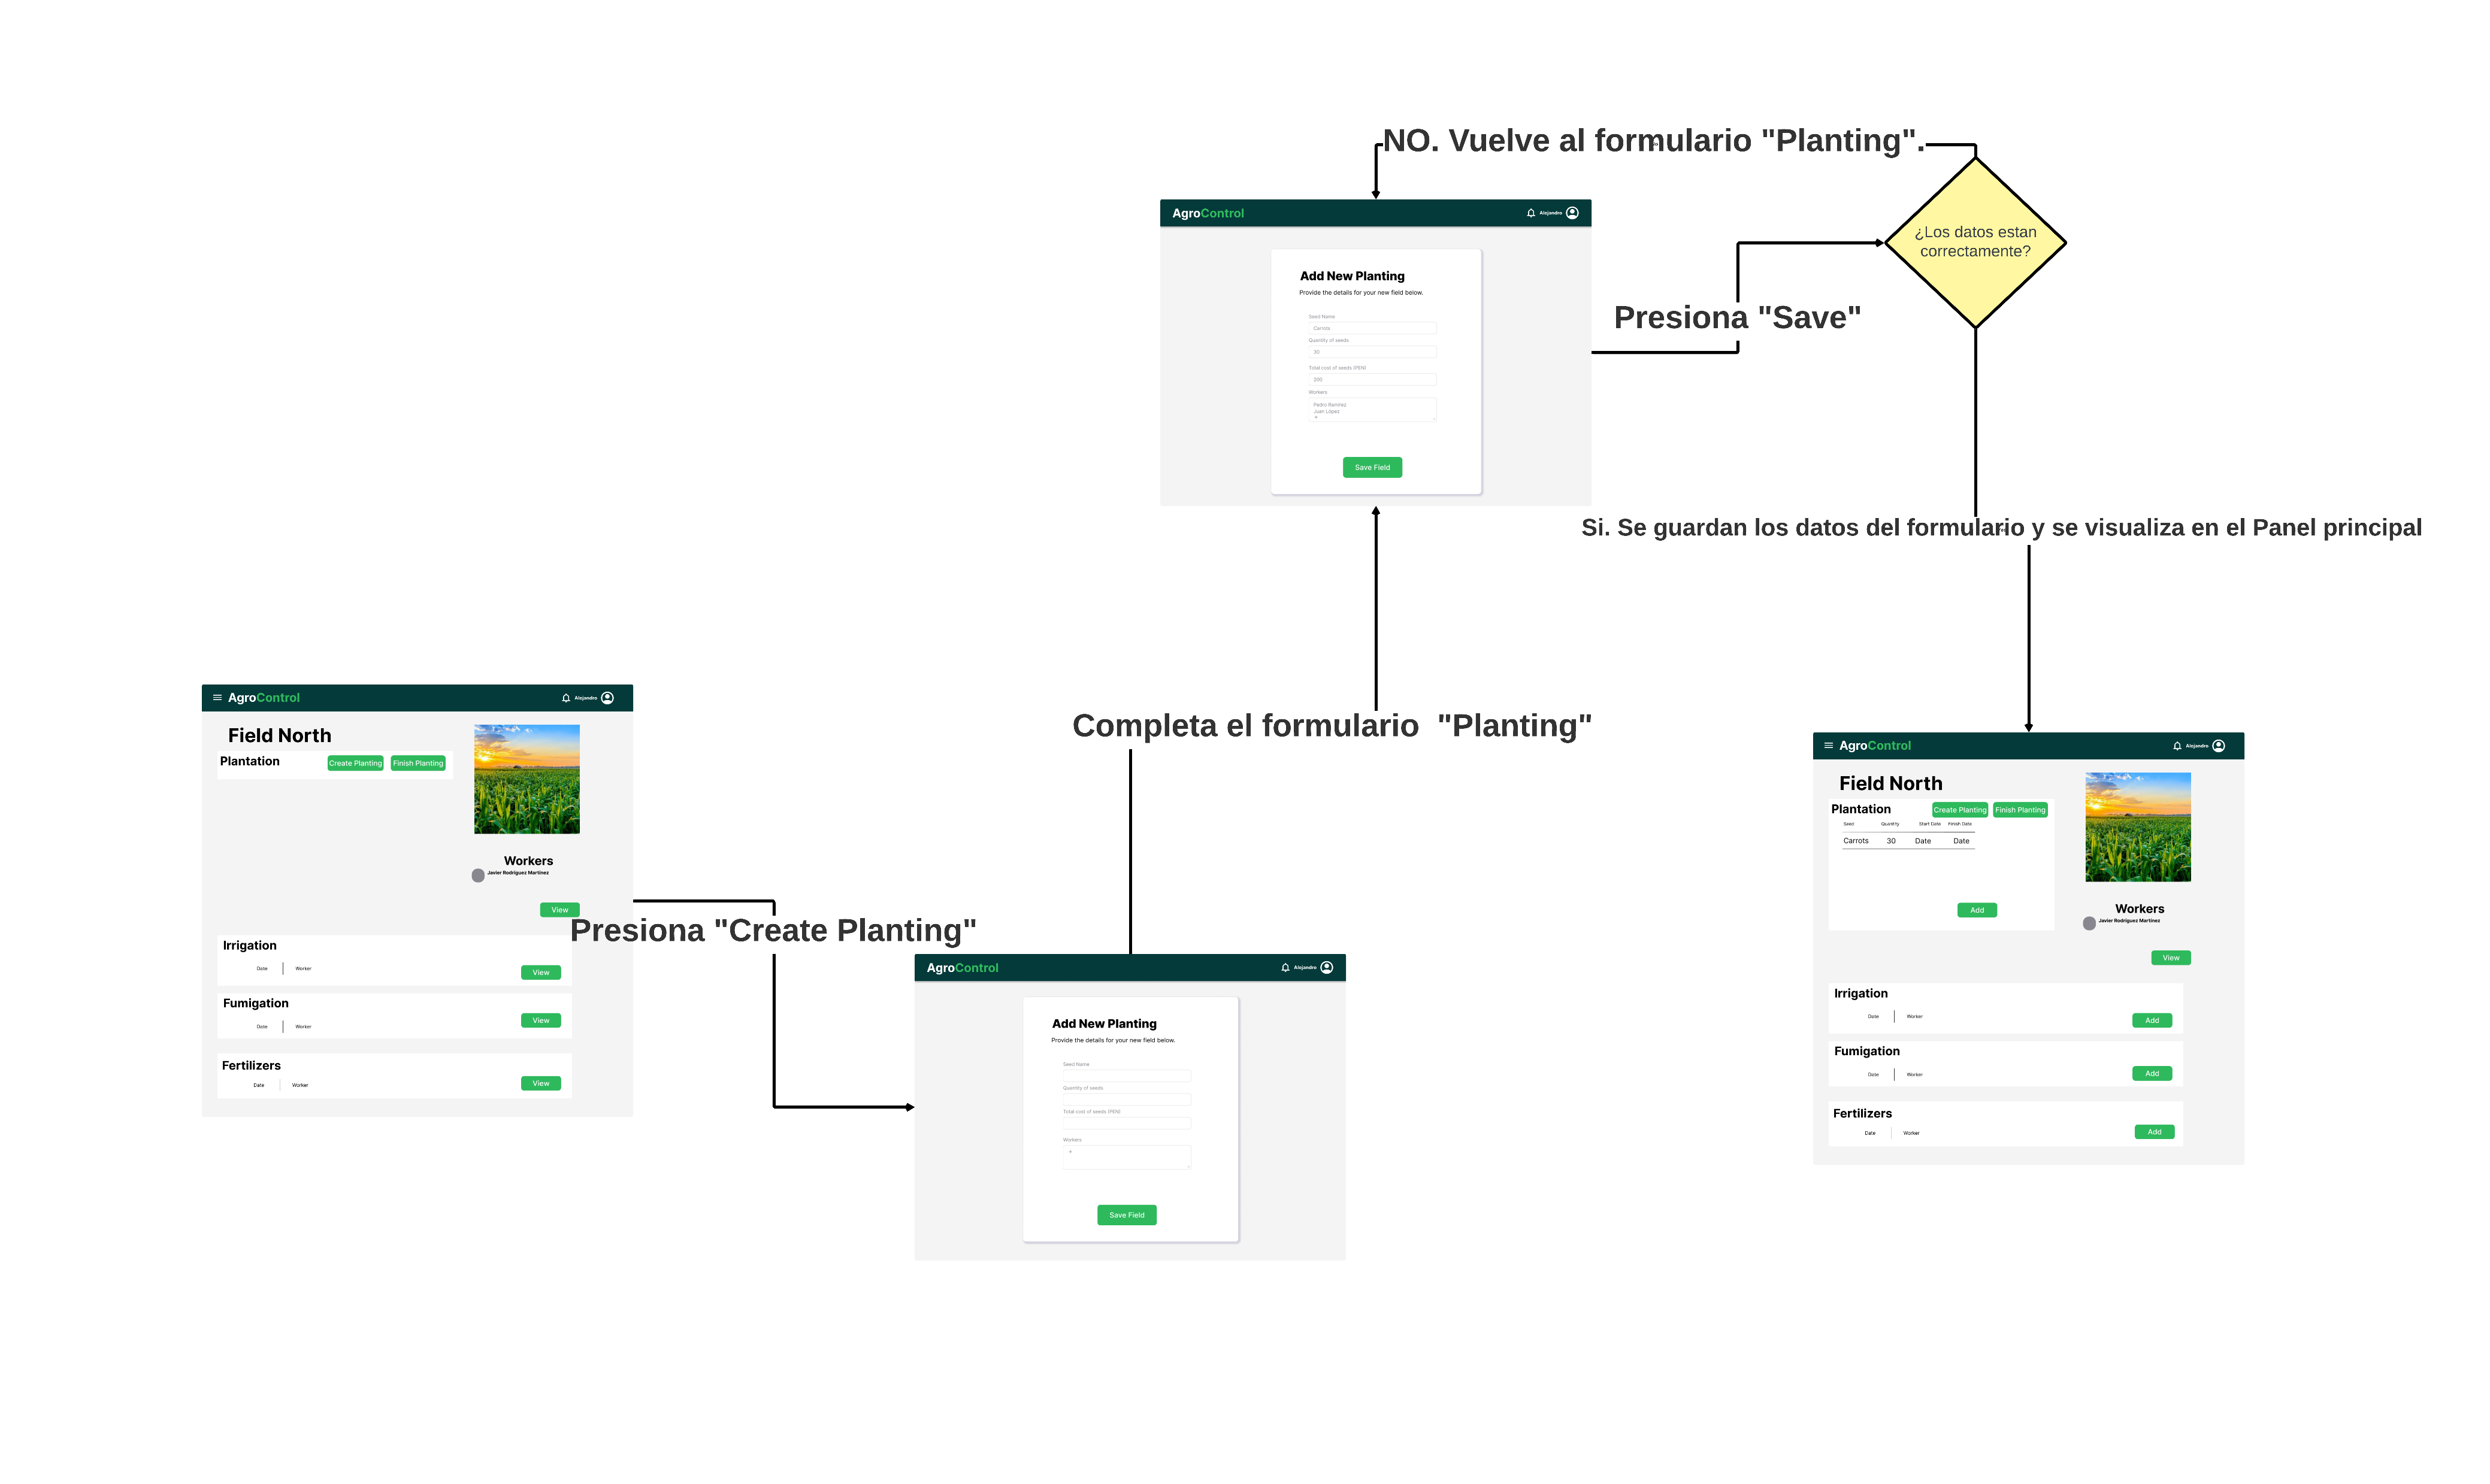 NO. Vuelve al formulario "Planting".
AgroControl
Alejandro
¿Los datos estan
correctamente?
Add New Planting
Provide the details for your new field below.
Seed Name
Carrots
Quantity of seeds
30
Total cost of seeds (PEN)
200
Workers
Pedro Ramirez
Juan López
+
Save Field
Presiona "Save"
Si. Se guardan los datos del formulario y se visualiza en el Panel principal
Completa el formulario "Planting"
AgroControl
Alejandro
Field North
Plantation
Create Planting
Finish Planting
Workers
Javier Rodríguez Martínez
View
Irrigation
Date
Worker
View
Fumigation
Date
Worker
View
Fertilizers
Date
Worker
View
Presiona "Create Planting"
AgroControl
Alejandro
Add New Planting
Provide the details for your new field below.
Seed Name
Quantity of seeds
Total cost of seeds (PEN)
Workers
+
Save Field
AgroControl
Alejandro
Field North
Plantation
Create Planting
Finish Planting
Seed Quantity Start Date Finish Date
Carrots 30 Date Date
Add
Workers
Javier Rodríguez Martínez
View
Irrigation
Date
Worker
Add
Fumigation
Date
Worker
Add
Fertilizers
Date
Worker
Add